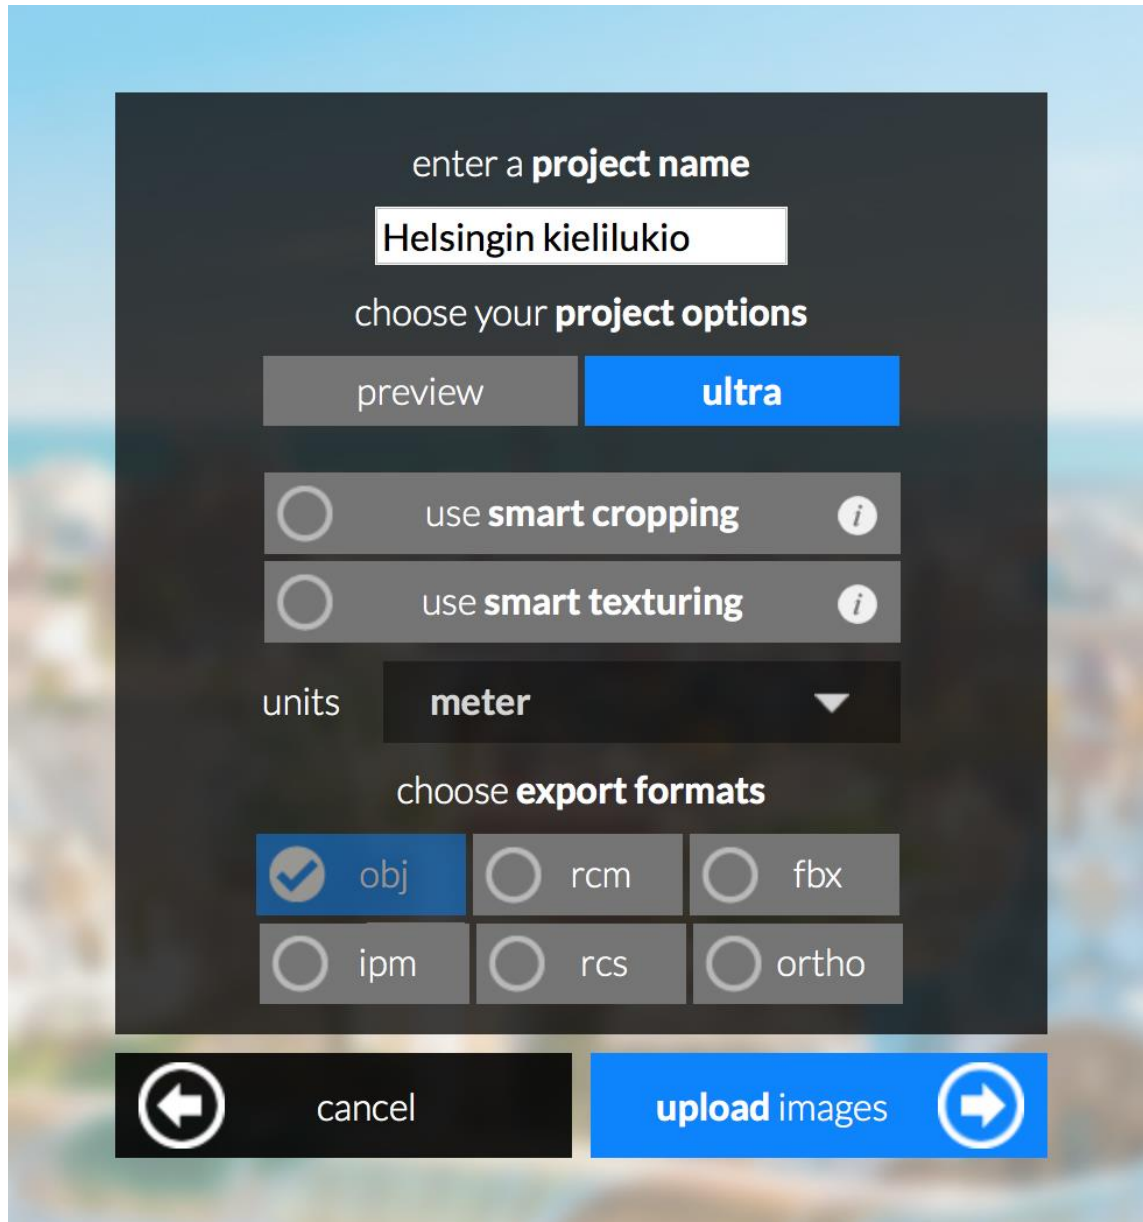 enter a project name
Helsingin kielilukio
choose your project options
preview ultra
use smart cropping i
use smart texturing i
units meter
choose export formats
obj rcm fbx
ipm rcs ortho
cancel upload images